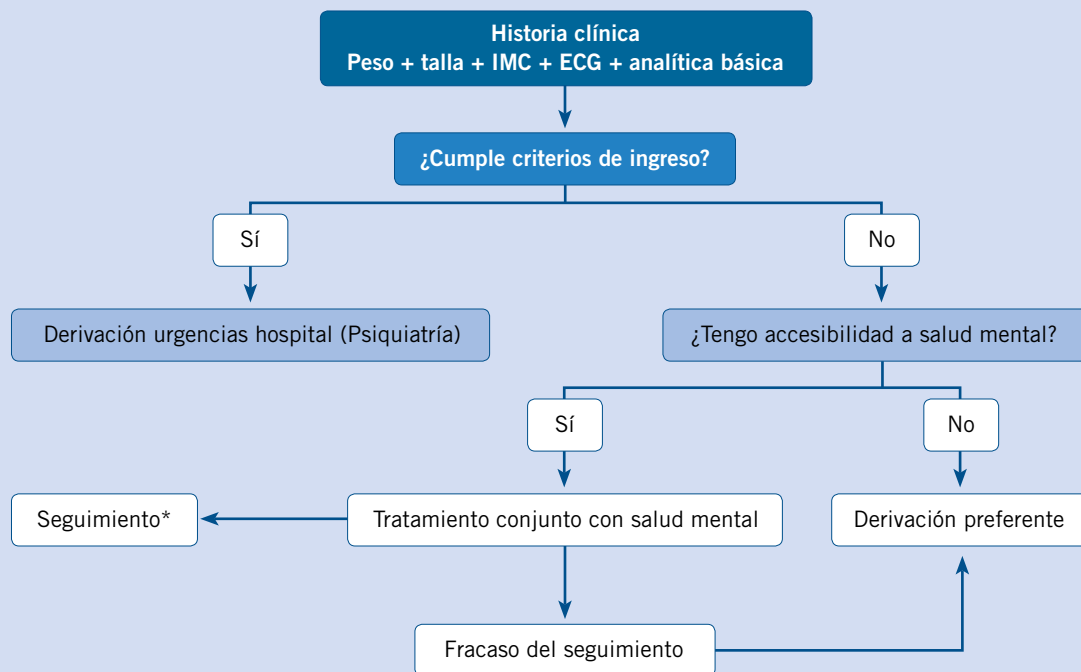 Historia clínica
Peso + talla + IMC + ECG + analítica básica
¿Cumple criterios de ingreso?
Sí
No
Derivación urgencias hospital (Psiquiatría)
¿Tengo accesibilidad a salud mental?
Sí
No
Seguimiento*
Tratamiento conjunto con salud mental
Derivación preferente
Fracaso del seguimiento